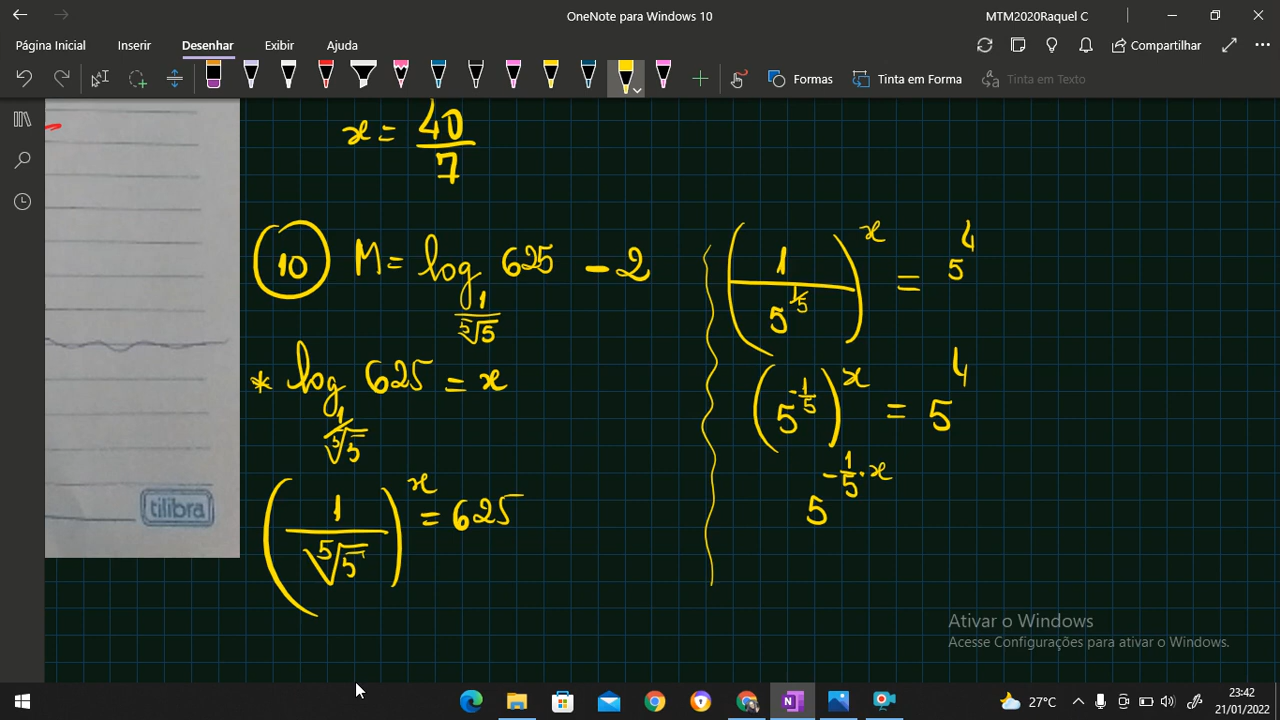 OneNote para Windows 10
MTM2020Raquel C
Página Inicial Inserir Desenhar Exibir Ajuda
Compartilhar
Formas Tinta em Forma Tinta em Texto
x = 40/7
10 M = log_{1/⁵√5} 625 - 2
* log_{1/⁵√5} 625 = x
(1/⁵√5)^x = 625
(1/5^{1/5})^x = 5^4
(5^{-1/5})^x = 5^4
5^{-1/5·x}
tilibra
Ativar o Windows
Acesse Configurações para ativar o Windows.
27°C
23:42
21/01/2022